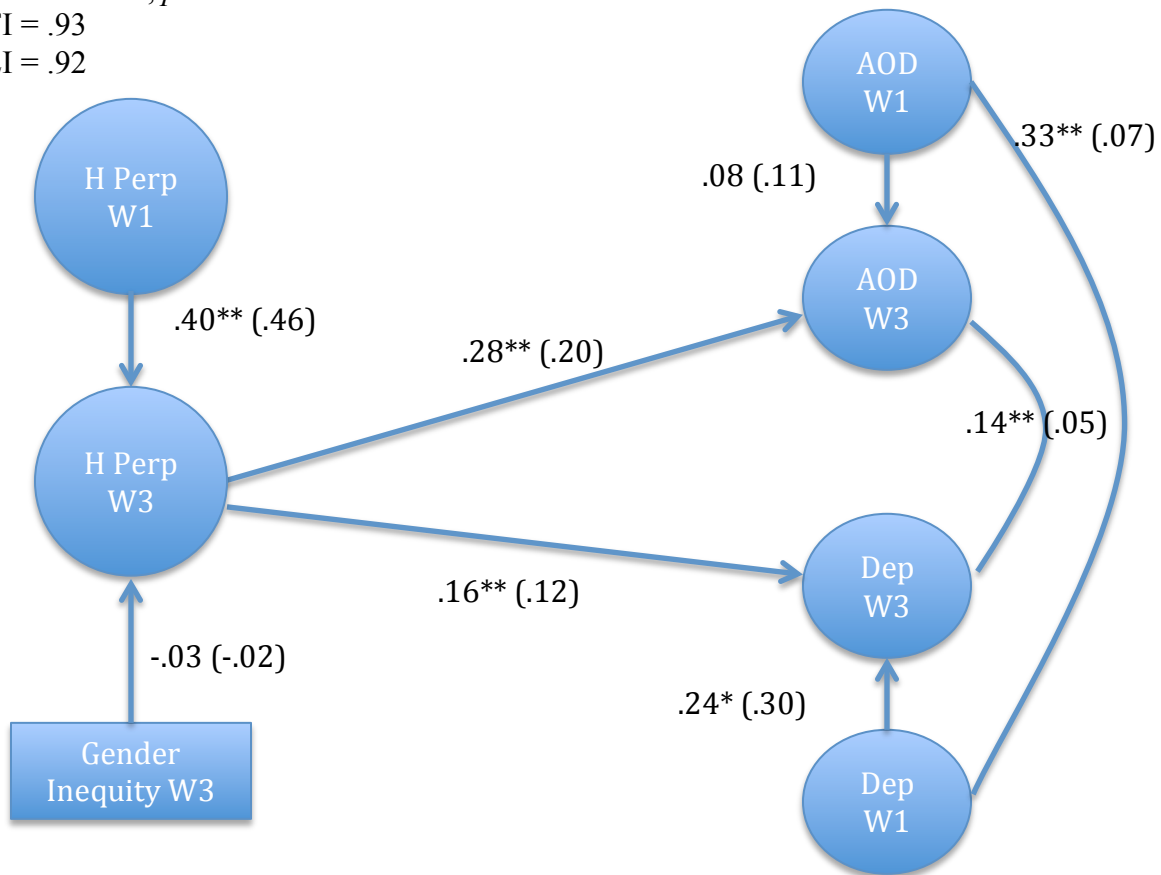 I = .93
I = .92
AOD
W1
.33** (.07)
H Perp
W1
.08 (.11)
AOD
W3
.40** (.46)
.28** (.20)
.14** (.05)
H Perp
W3
Dep
W3
.16** (.12)
-.03 (-.02)
.24* (.30)
Gender
Inequity W3
Dep
W1